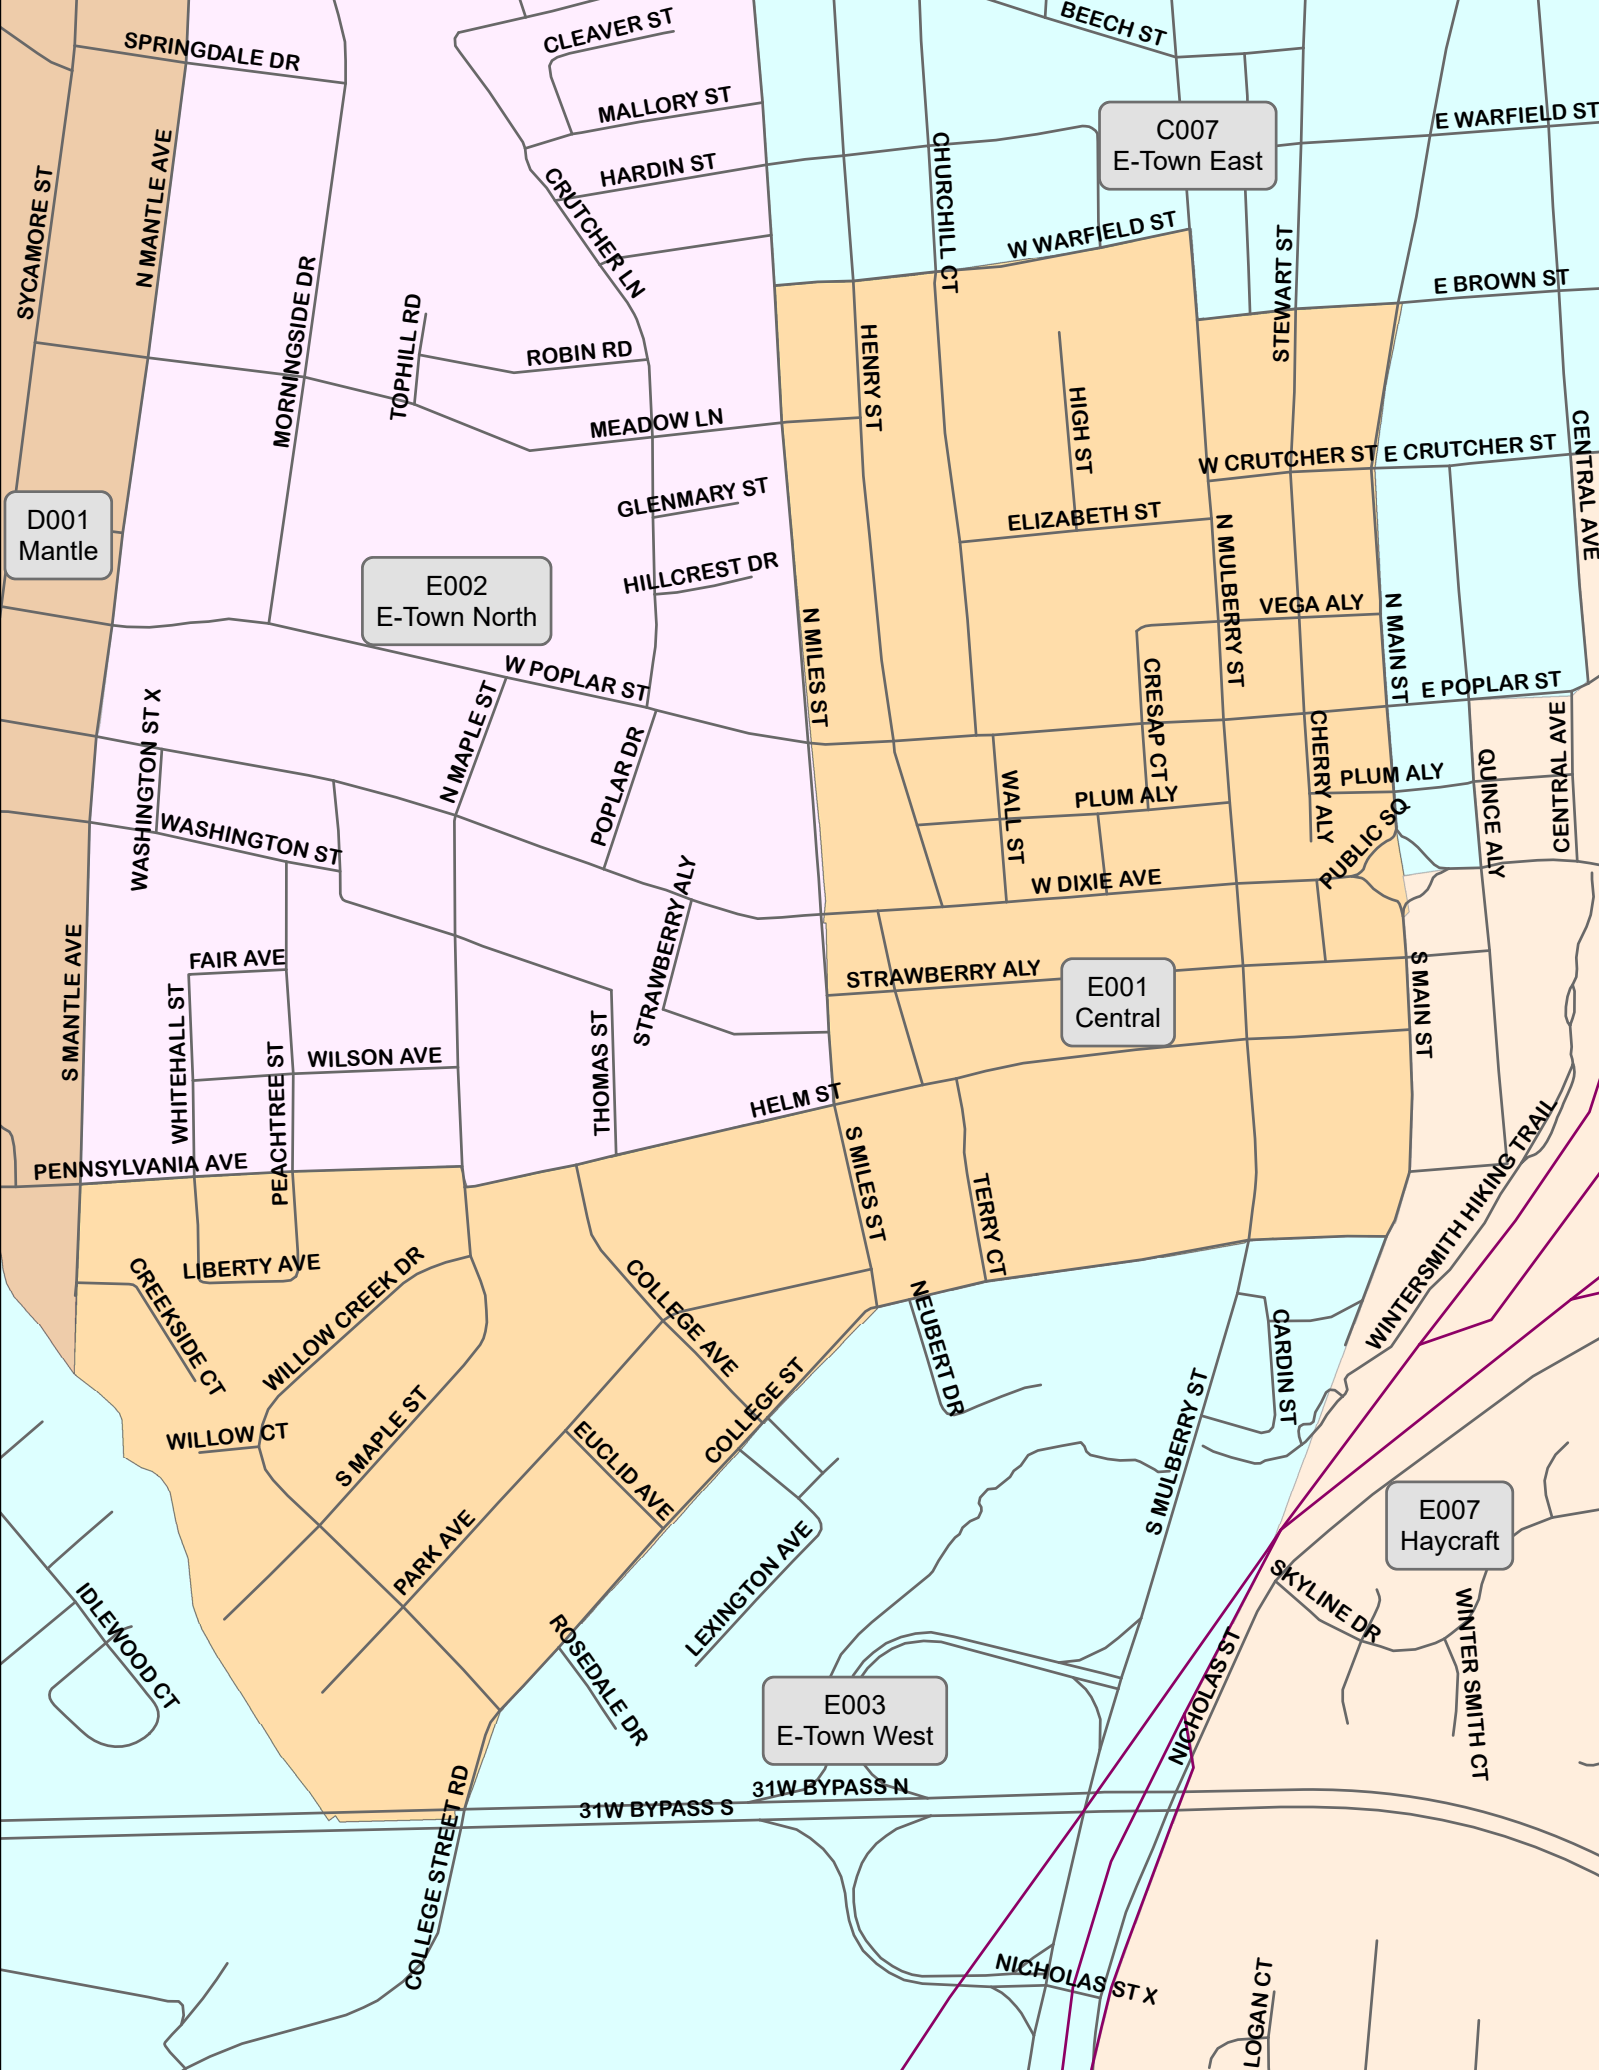 CLEAVER ST
BEECH ST
SPRINGDALE DR
MALLORY ST
E WARFIELD ST
C007
E-Town East
HARDIN ST
CHURCHILL CT
N MANTLE AVE
SYCAMORE ST
CRUTCHER LN
W WARFIELD ST
STEWART ST
E BROWN ST
MORNINGSIDE DR
TOPHILL RD
ROBIN RD
HENRY ST
HIGH ST
MEADOW LN
W CRUTCHER ST
E CRUTCHER ST
CENTRAL AVE
GLENMARY ST
ELIZABETH ST
D001
Mantle
N MULBERRY ST
HILLCREST DR
E002
E-Town North
VEGA ALY
N MILES ST
N MAIN ST
W POPLAR ST
CRESAP CT
E POPLAR ST
N MAPLE ST
WASHINGTON ST X
POPLAR DR
CHERRY ALY
CENTRAL AVE
PLUM ALY
QUINCE ALY
WALL ST
PLUM ALY
PUBLIC SQ
WASHINGTON ST
W DIXIE AVE
STRAWBERRY ALY
S MANTLE AVE
FAIR AVE
STRAWBERRY ALY
E001
Central
S MAIN ST
WHITEHALL ST
WILSON AVE
THOMAS ST
PEACHTREE ST
HELM ST
PENNSYLVANIA AVE
S MILES ST
TERRY CT
WINTERSMITH HIKING TRAIL
LIBERTY AVE
CREEKSIDE CT
WILLOW CREEK DR
COLLEGE AVE
NEUBERT DR
CARDIN ST
WILLOW CT
S MAPLE ST
COLLEGE ST
EUCLID AVE
S MULBERRY ST
E007
Haycraft
PARK AVE
LEXINGTON AVE
SKYLINE DR
IDLEWOOD CT
ROSEDALE DR
WINTER SMITH CT
NICHOLAS ST
E003
E-Town West
31W BYPASS N
31W BYPASS S
COLLEGE STREET RD
NICHOLAS ST X
LOGAN CT